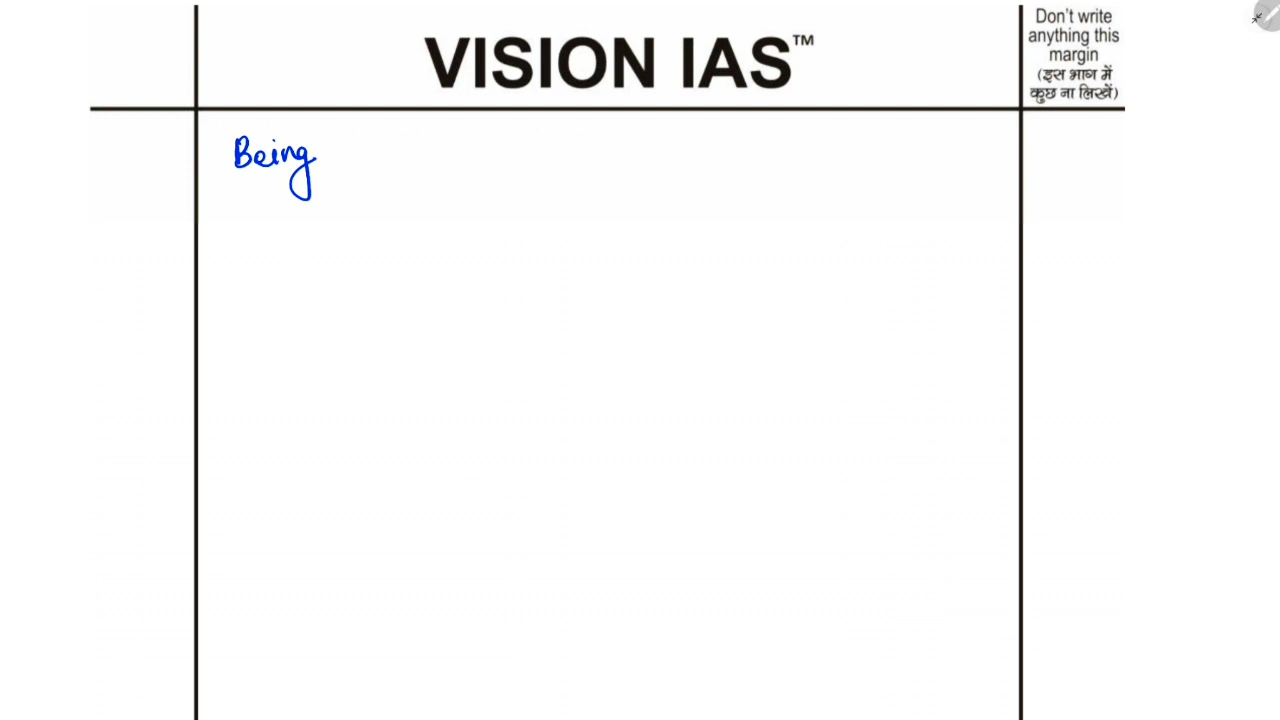 VISION IAS™
Don't write
anything this
margin
(इस भाग में
कुछ ना लिखें)
Being